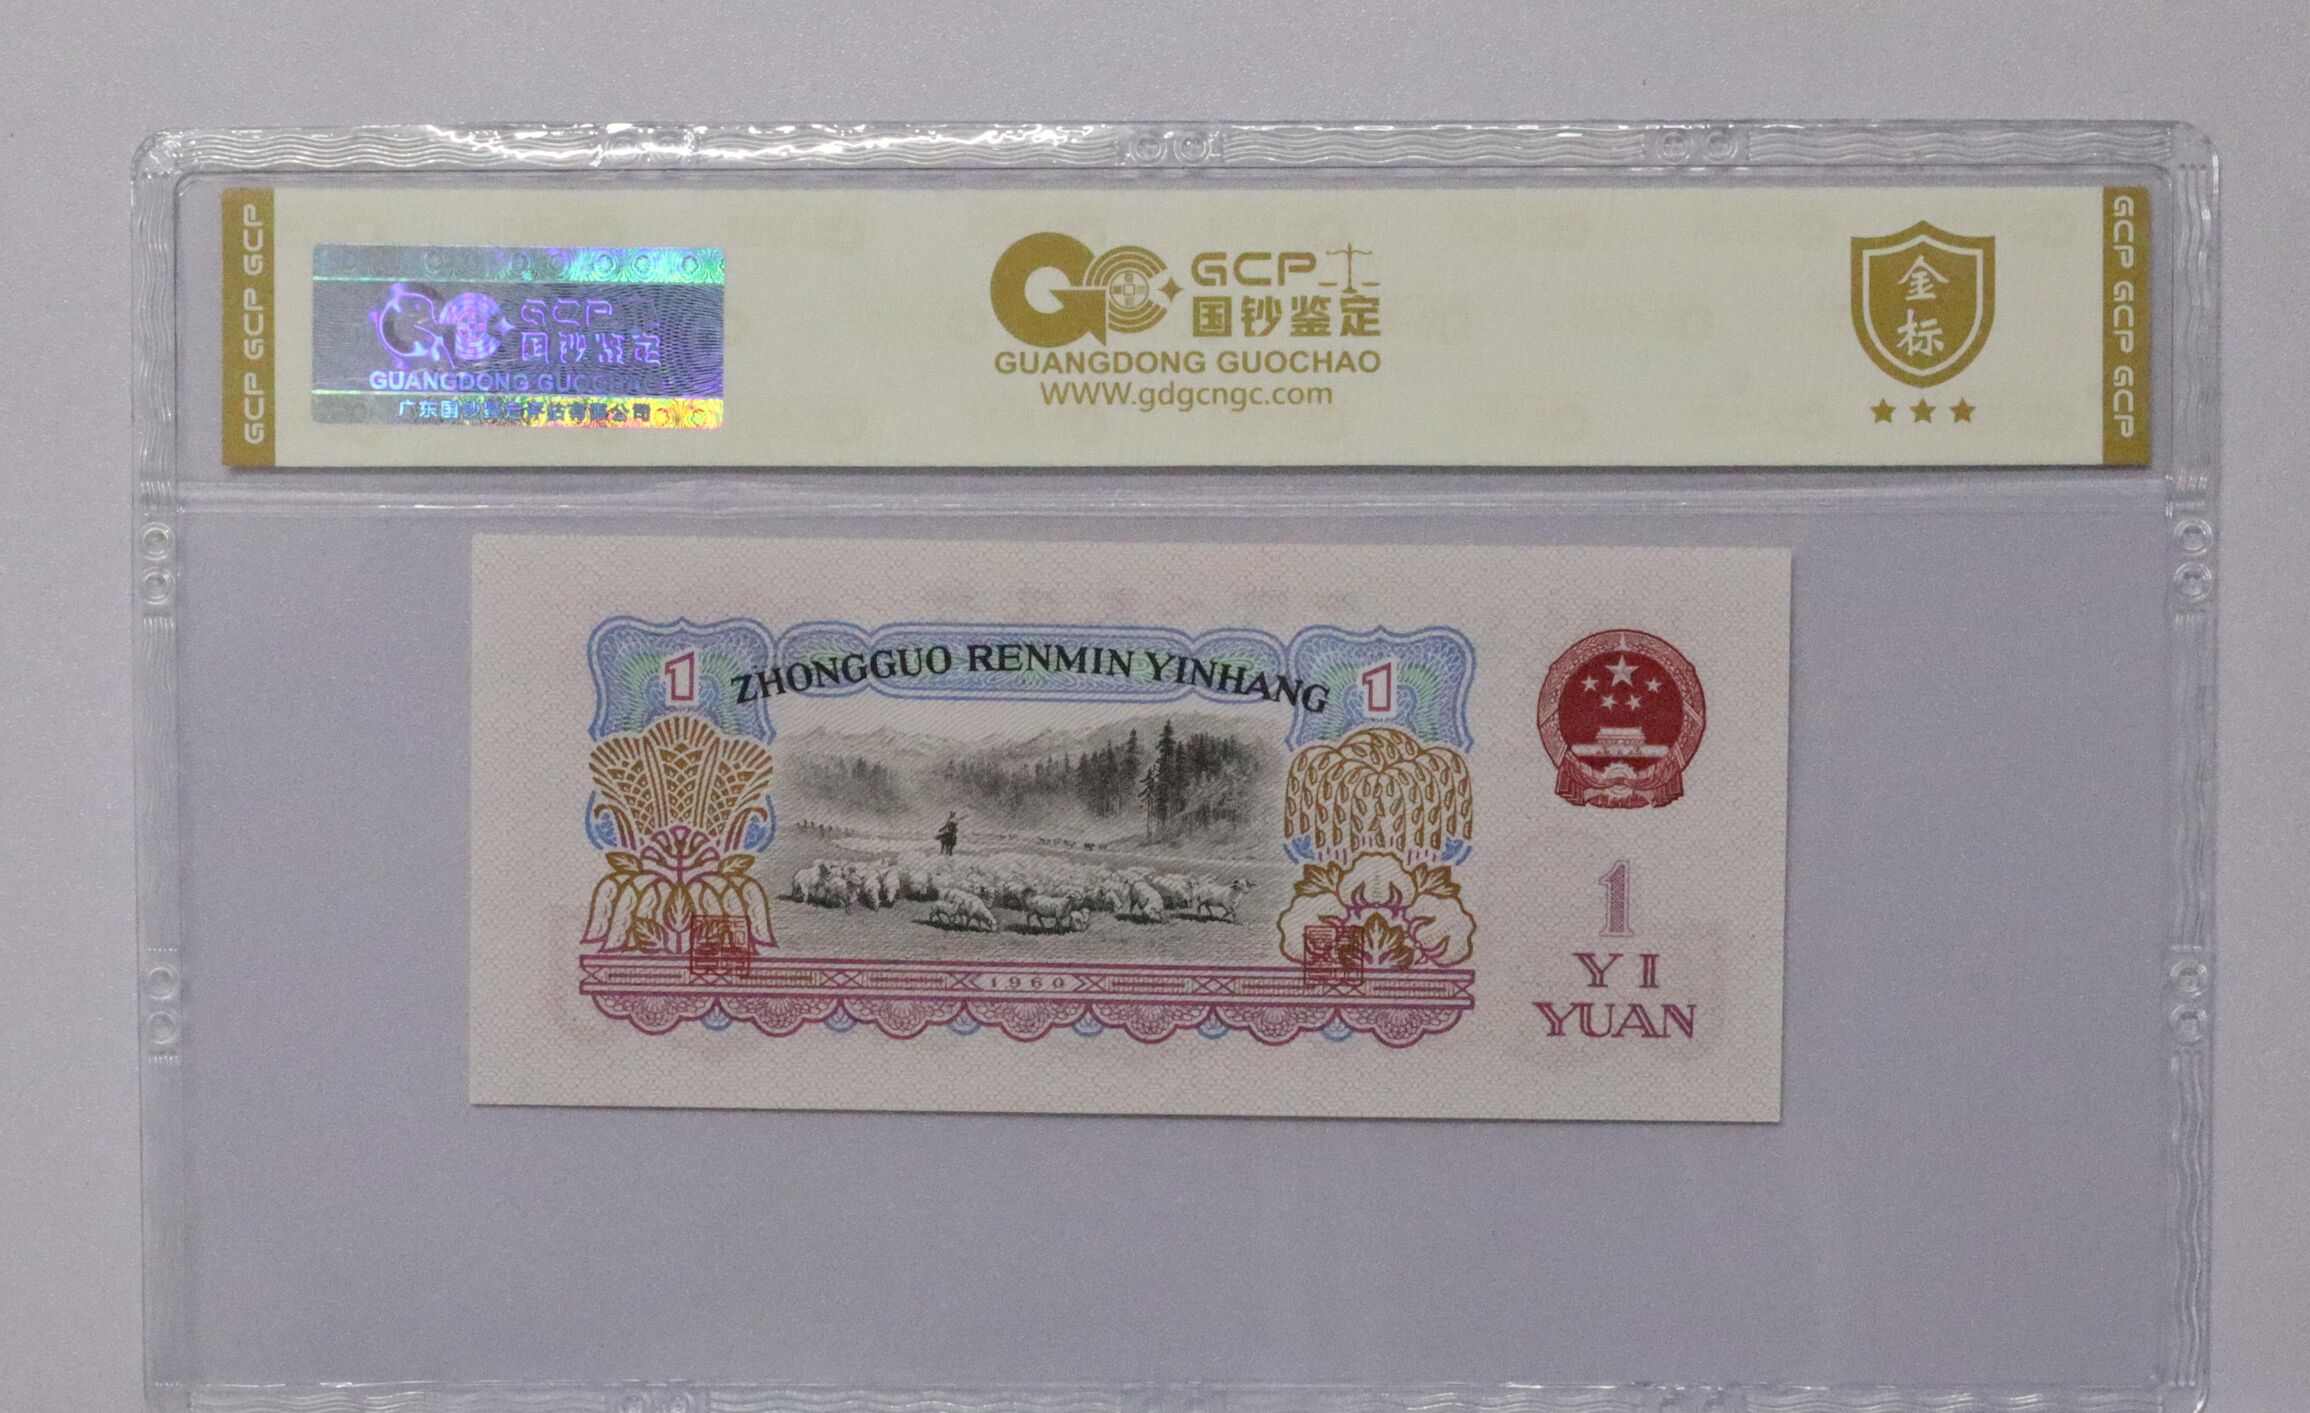 GCP GCP GCP
GCP
国钞鉴定
GUANGDONG GUOCHAO
广东国钞鉴定评估有限公司
GCP
国钞鉴定
GUANGDONG GUOCHAO
WWW.gdgcngc.com
金
标
GCP GCP GCP
ZHONGGUO RENMIN YINHANG
1
1
1960
1
YI
YUAN